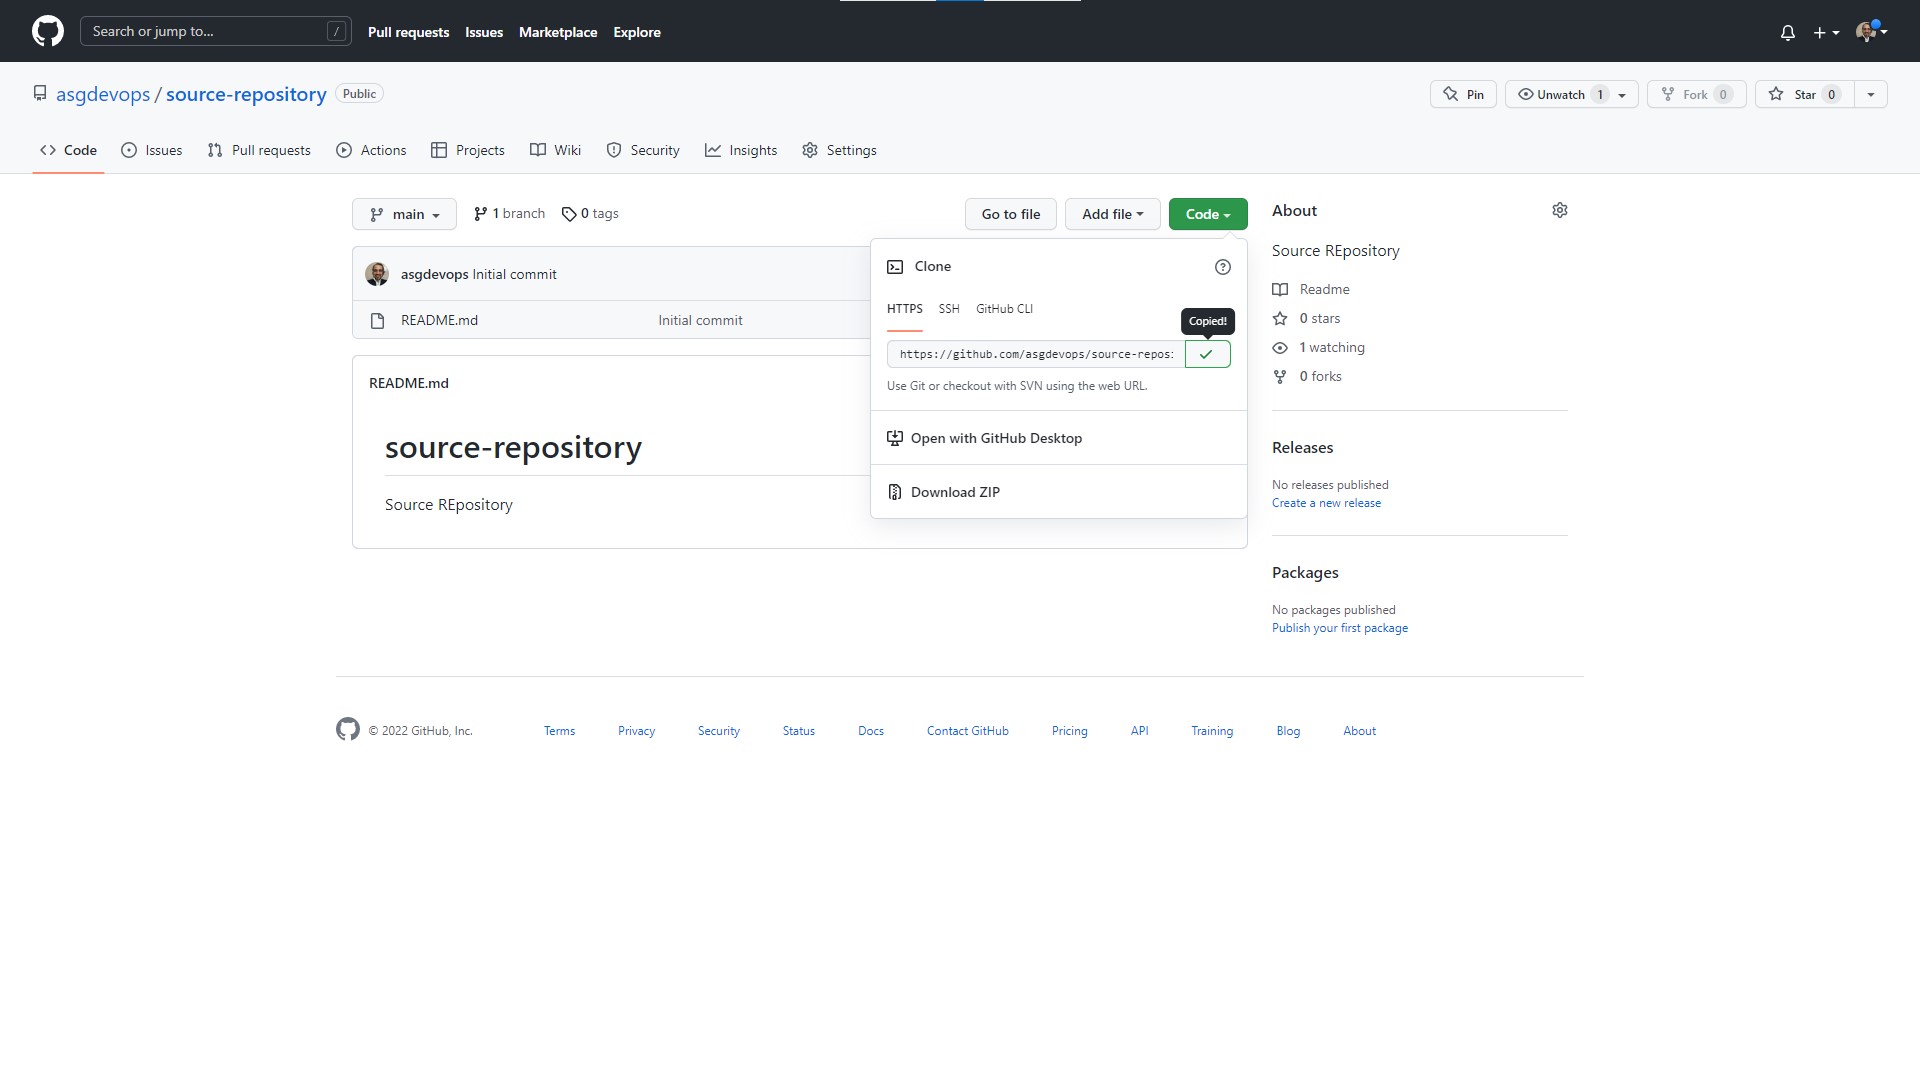 Search or jump to... /
Pull requests Issues Marketplace Explore
asgdevops / source-repository Public
Pin
Unwatch 1
Fork 0
Star 0
Code Issues Pull requests Actions Projects Wiki Security Insights Settings
main
1 branch
0 tags
Go to file
Add file
Code
asgdevops Initial commit
README.md Initial commit
README.md
source-repository
Source REpository
Clone
HTTPS SSH GitHub CLI
Copied!
https://github.com/asgdevops/source-repos:
Use Git or checkout with SVN using the web URL.
Open with GitHub Desktop
Download ZIP
About
Source REpository
Readme
0 stars
1 watching
0 forks
Releases
No releases published
Create a new release
Packages
No packages published
Publish your first package
© 2022 GitHub, Inc. Terms Privacy Security Status Docs Contact GitHub Pricing API Training Blog About